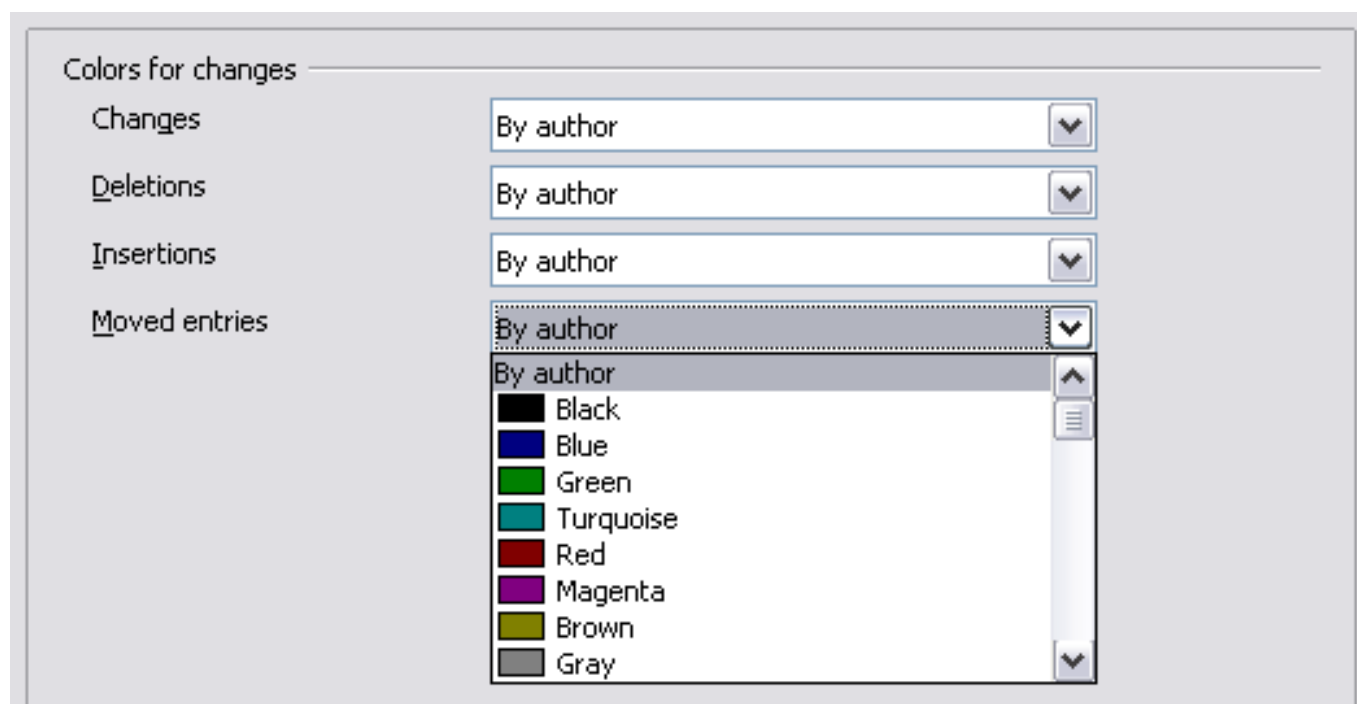 Colors for changes
Changes By author
Deletions By author
Insertions By author
Moved entries By author
By author
Black
Blue
Green
Turquoise
Red
Magenta
Brown
Gray